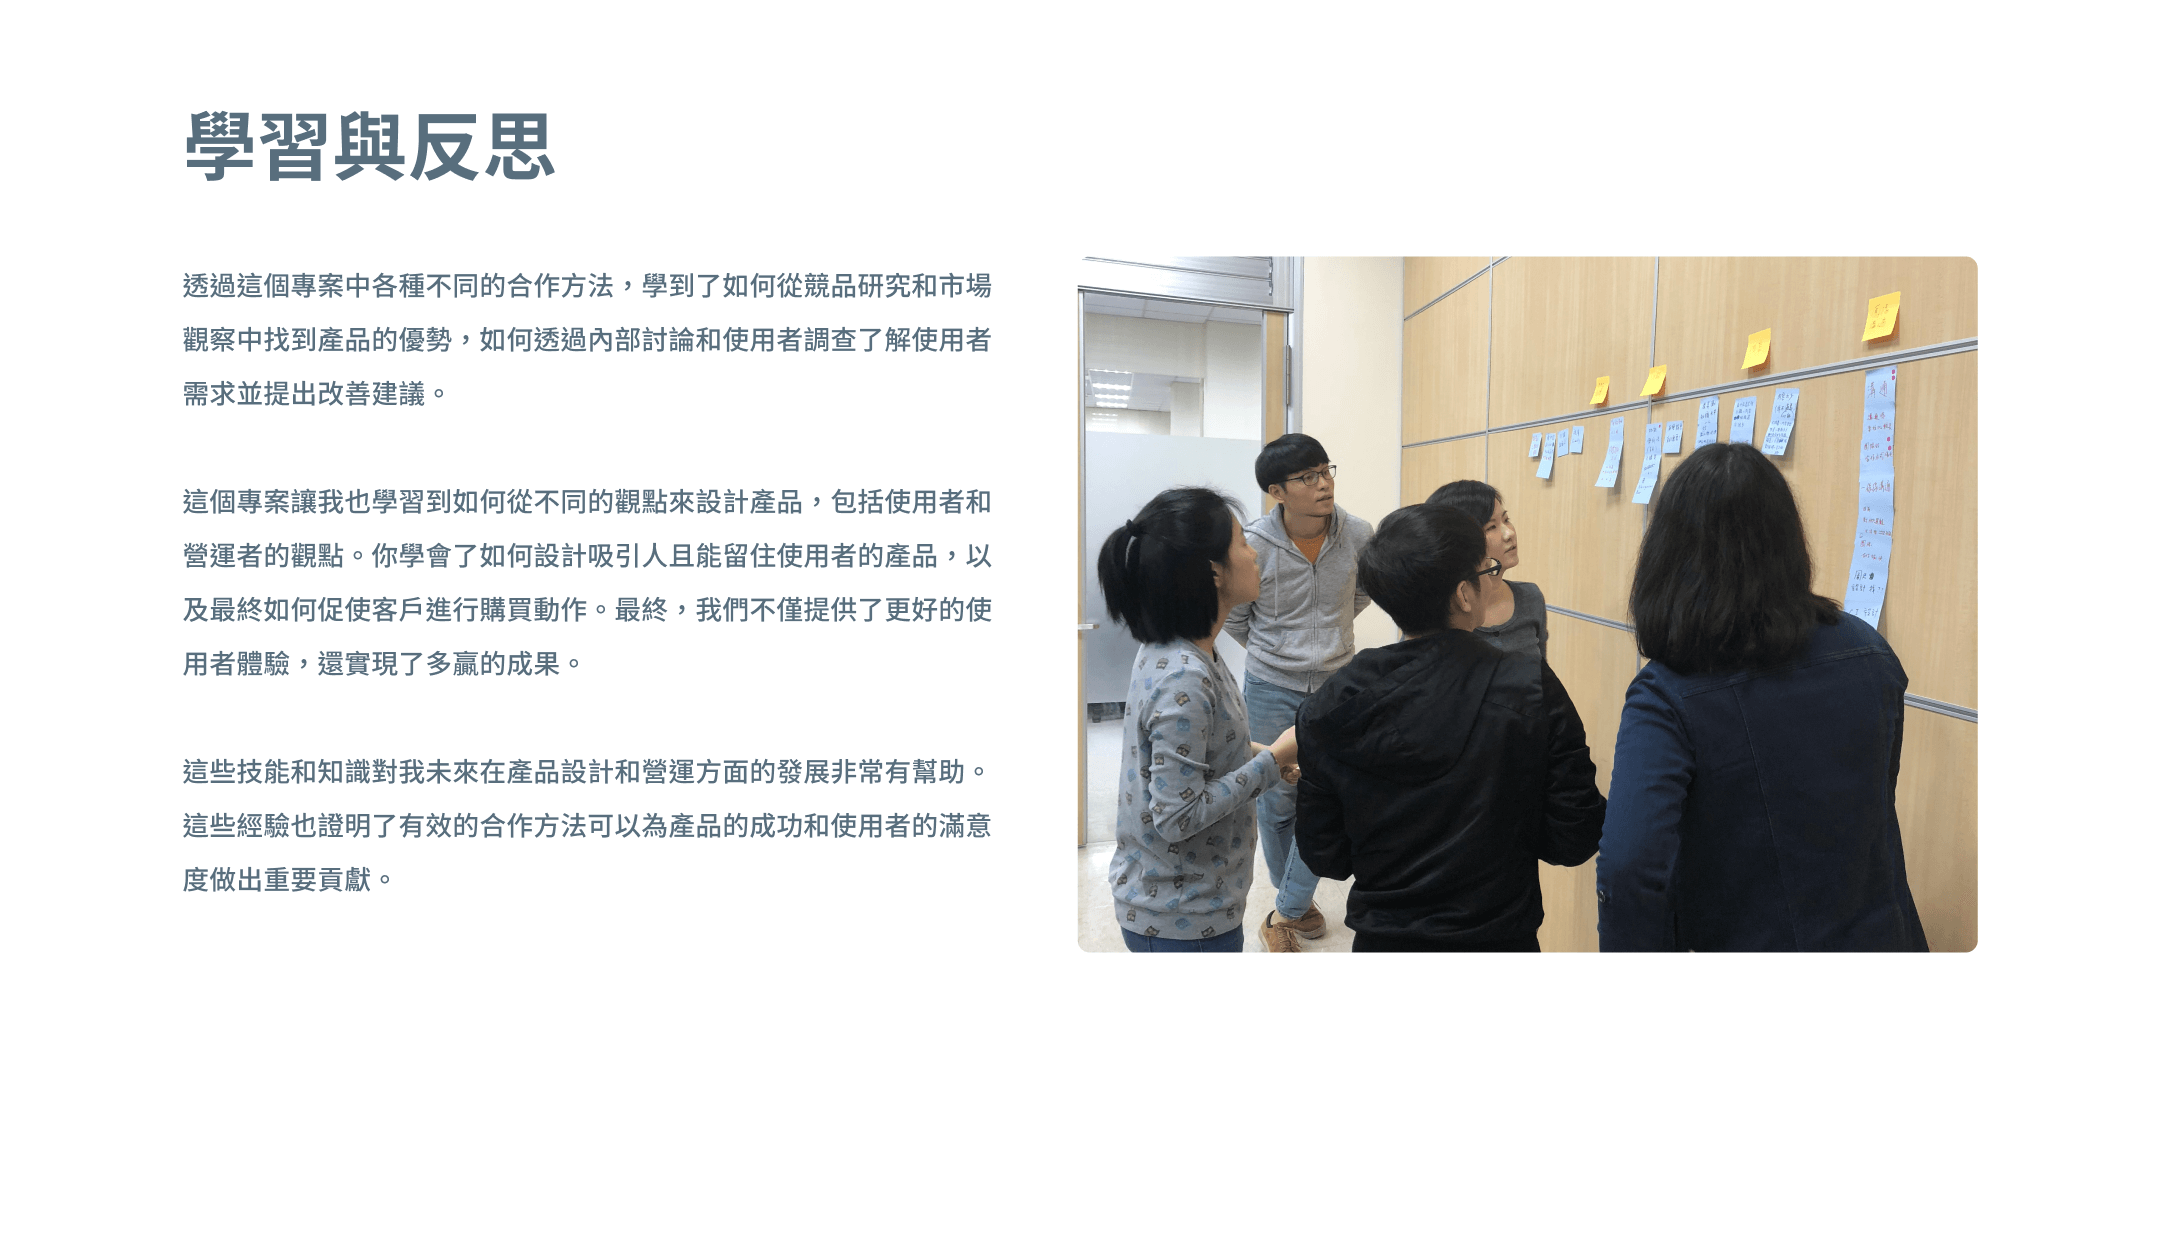 學習與反思
透過這個專案中各種不同的合作方法，學到了如何從競品研究和市場
觀察中找到產品的優勢，如何透過內部討論和使用者調查了解使用者
需求並提出改善建議。
這個專案讓我也學習到如何從不同的觀點來設計產品，包括使用者和
營運者的觀點。你學會了如何設計吸引人且能留住使用者的產品，以
及最終如何促使客戶進行購買動作。最終，我們不僅提供了更好的使
用者體驗，還實現了多贏的成果。
這些技能和知識對我未來在產品設計和營運方面的發展非常有幫助。
這些經驗也證明了有效的合作方法可以為產品的成功和使用者的滿意
度做出重要貢獻。
溝通